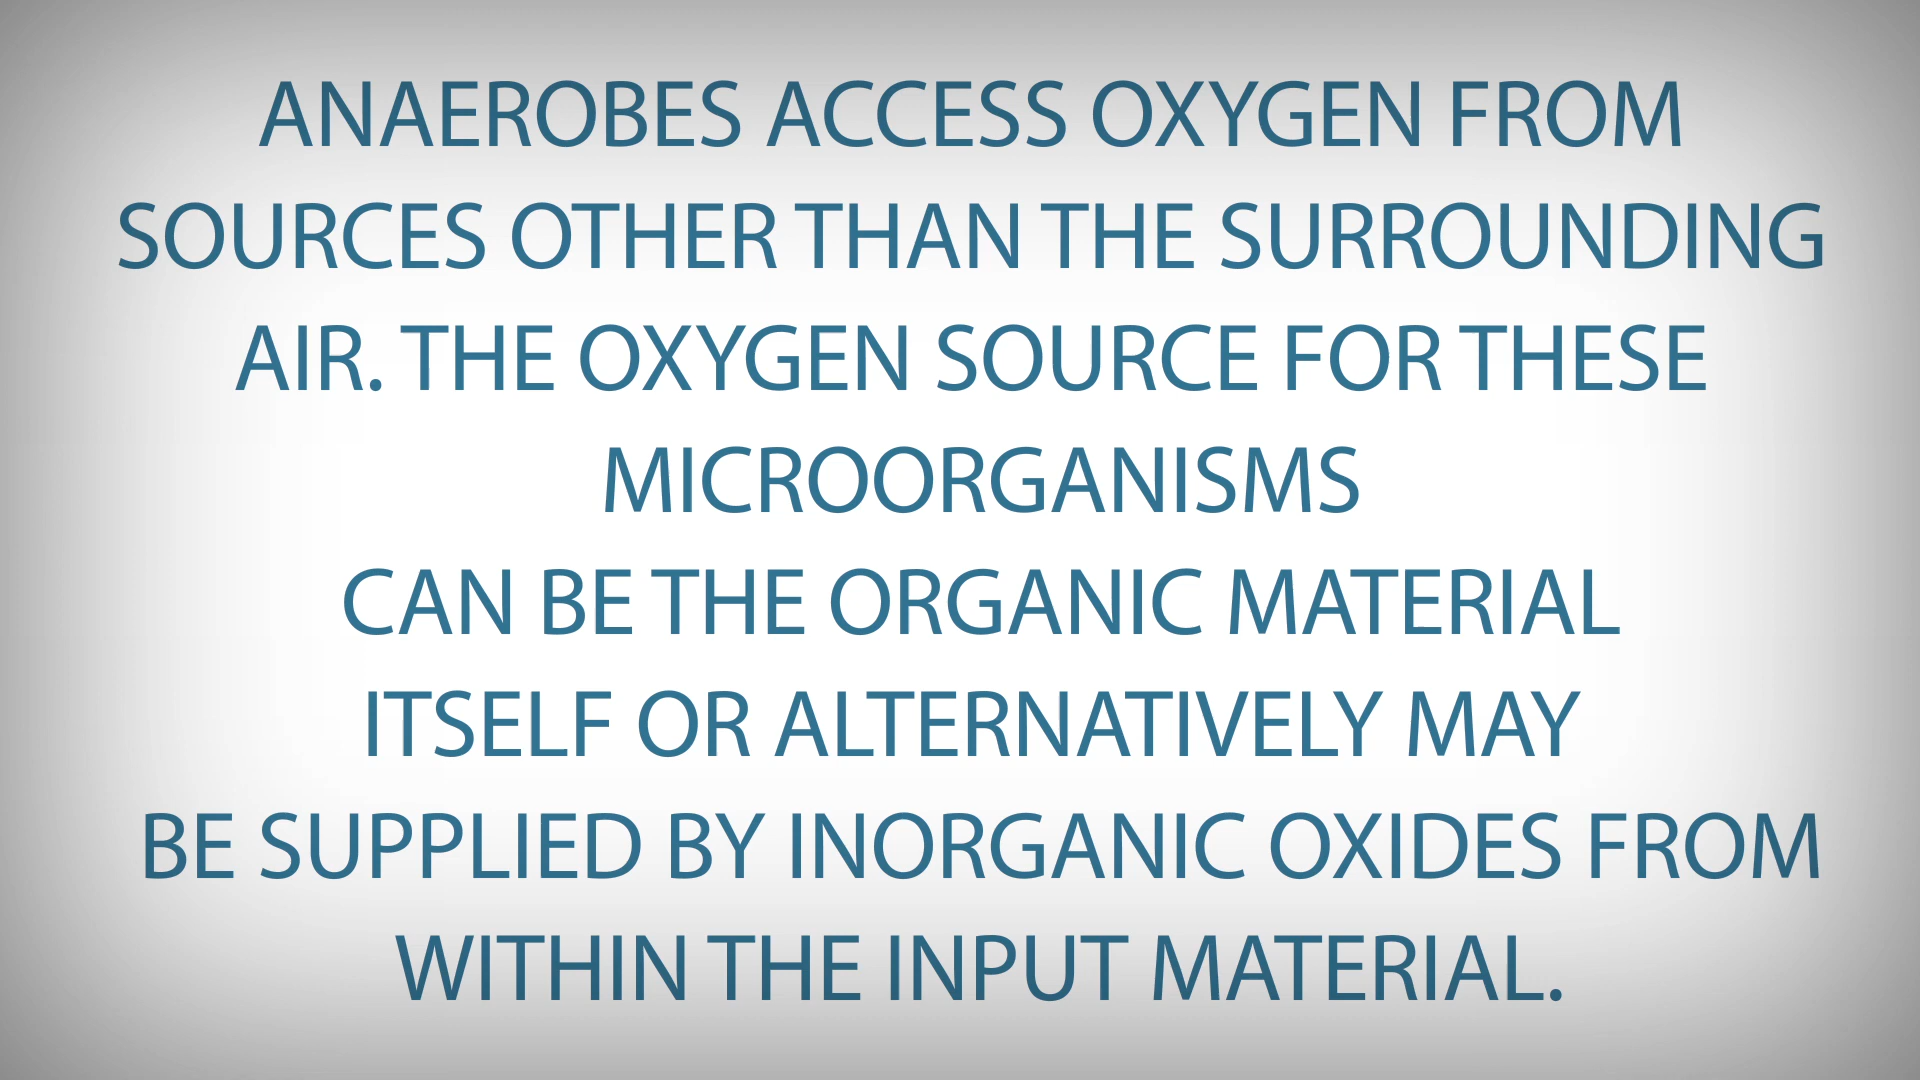 ANAEROBES ACCESS OXYGEN FROM
SOURCES OTHER THAN THE SURROUNDING
AIR. THE OXYGEN SOURCE FOR THESE
MICROORGANISMS
CAN BE THE ORGANIC MATERIAL
ITSELF OR ALTERNATIVELY MAY
BE SUPPLIED BY INORGANIC OXIDES FROM
WITHIN THE INPUT MATERIAL.